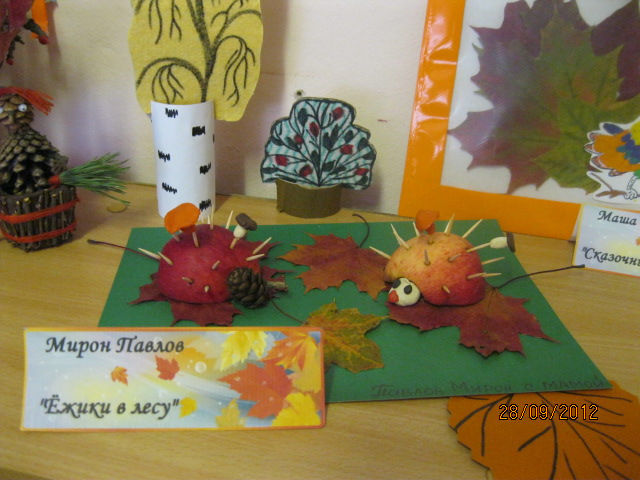 Маша
"Сказочн
Мирон Павлов
"Ёжики в лесу"
Павлов Мирон с мамой
28/09/2012